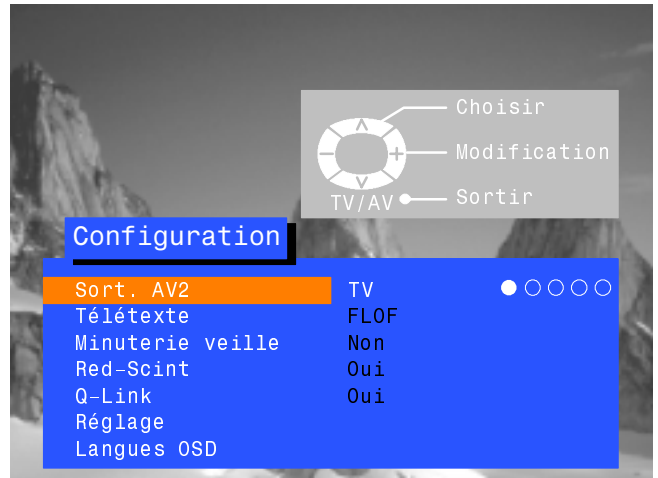 Choisir
Modification
TV/AV Sortir
Configuration
Sort. AV2 TV
Télétexte FLOF
Minuterie veille Non
Red-Scint Oui
Q-Link Oui
Réglage
Langues OSD